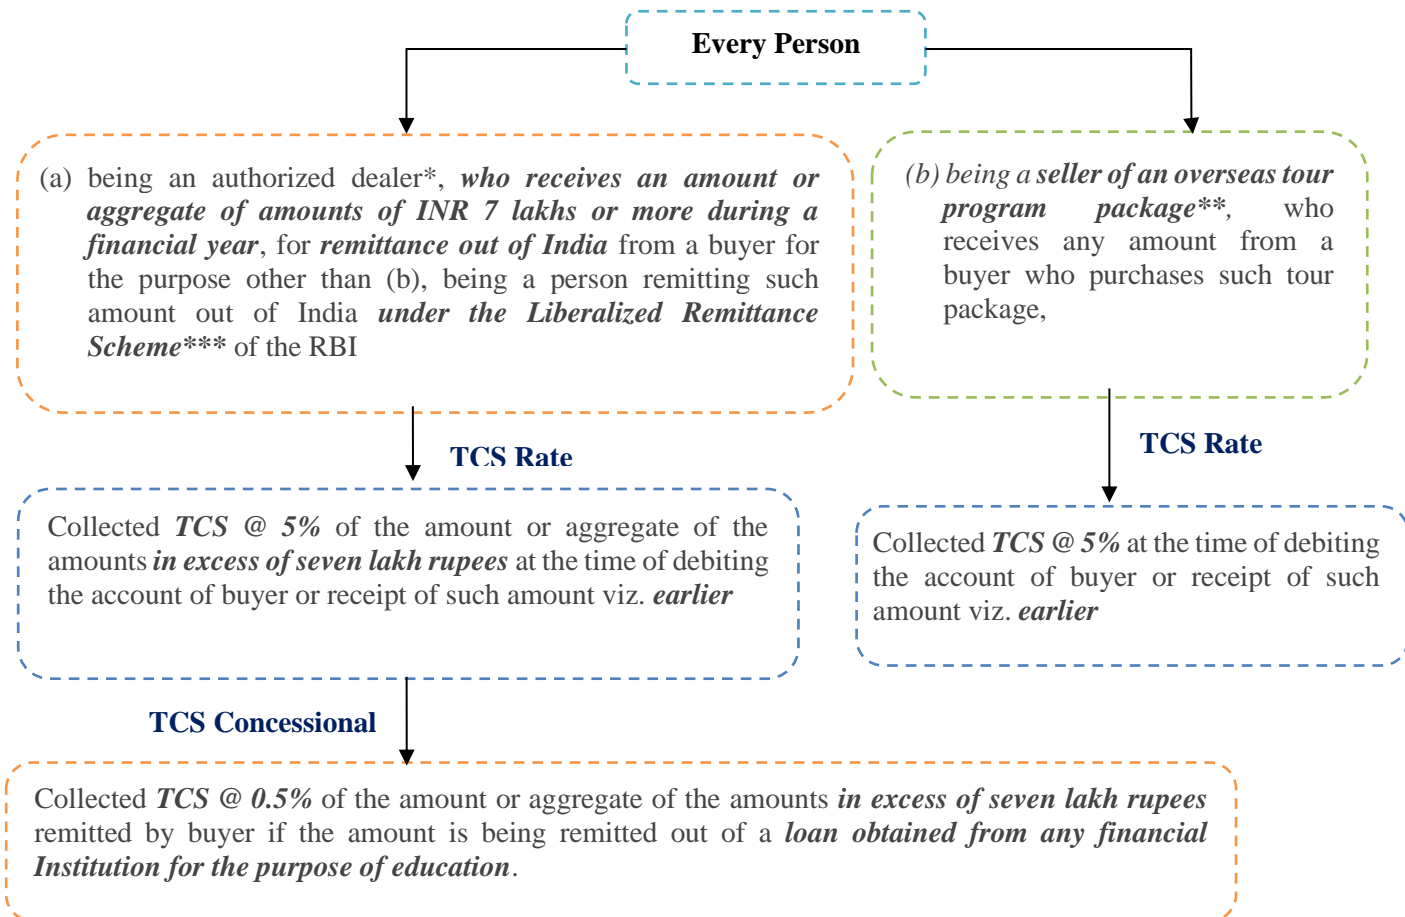 Every Person
(a) being an authorized dealer*, who receives an amount or
aggregate of amounts of INR 7 lakhs or more during a
financial year, for remittance out of India from a buyer for
the purpose other than (b), being a person remitting such
amount out of India under the Liberalized Remittance
Scheme*** of the RBI
(b) being a seller of an overseas tour
program package**, who
receives any amount from a
buyer who purchases such tour
package,
TCS Rate
TCS Rate
Collected TCS @ 5% of the amount or aggregate of the
amounts in excess of seven lakh rupees at the time of debiting
the account of buyer or receipt of such amount viz. earlier
Collected TCS @ 5% at the time of debiting
the account of buyer or receipt of such
amount viz. earlier
TCS Concessional
Collected TCS @ 0.5% of the amount or aggregate of the amounts in excess of seven lakh rupees
remitted by buyer if the amount is being remitted out of a loan obtained from any financial
Institution for the purpose of education.